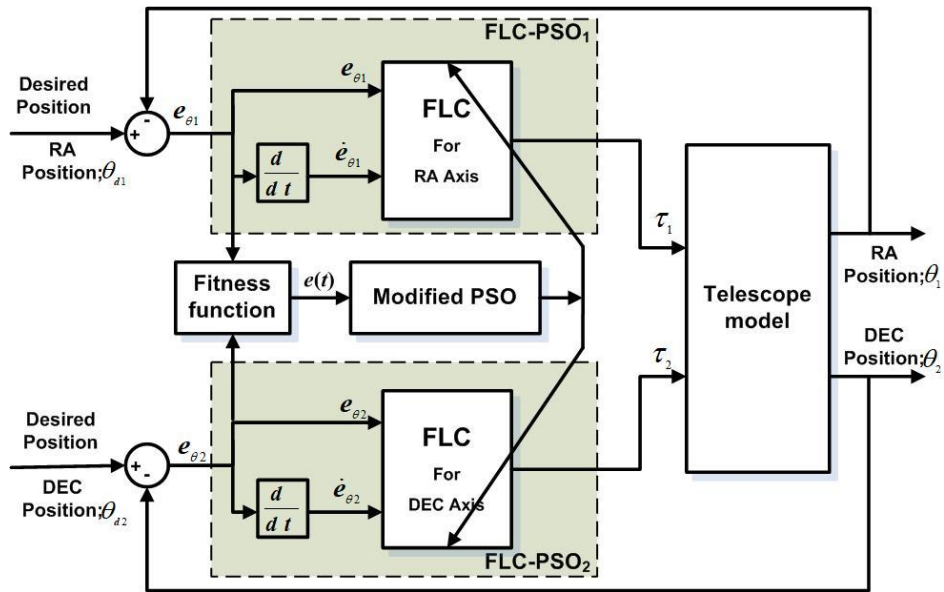 FLC-PSO₁
Desired
Position
RA
Position;θd1
+
-
eθ1
eθ1
d
dt
ėθ1
FLC
For
RA Axis
τ1
Fitness
function
e(t)
Modified PSO
Telescope
model
RA
Position;θ1
DEC
Position;θ2
τ2
Desired
Position
DEC
Position;θd2
+
-
eθ2
eθ2
d
dt
ėθ2
FLC
For
DEC Axis
FLC-PSO₂